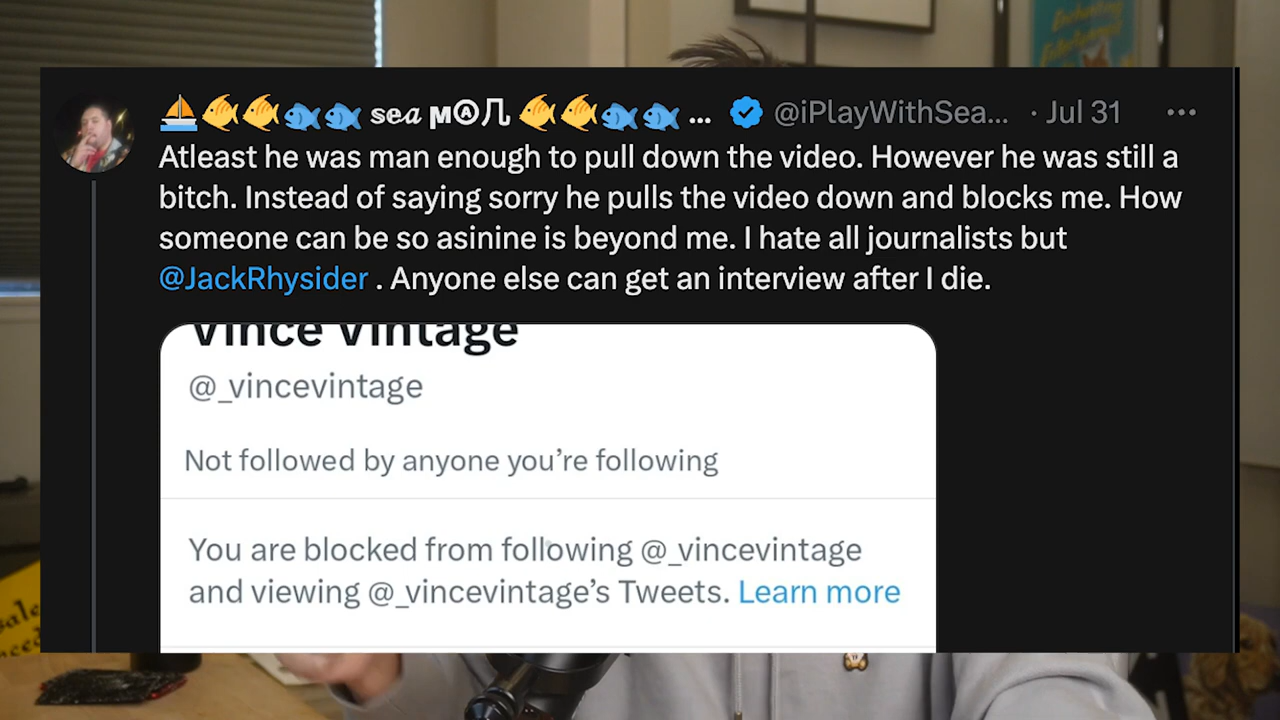 ⛵🐠🐠🐟🐟 sea мⒶ几 🐠🐠🐟🐟 ... @iPlayWithSea... · Jul 31
Atleast he was man enough to pull down the video. However he was still a
bitch. Instead of saying sorry he pulls the video down and blocks me. How
someone can be so asinine is beyond me. I hate all journalists but
@JackRhysider . Anyone else can get an interview after I die.
Vince Vintage
@_vincevintage
Not followed by anyone you're following
You are blocked from following @_vincevintage
and viewing @_vincevintage's Tweets. Learn more